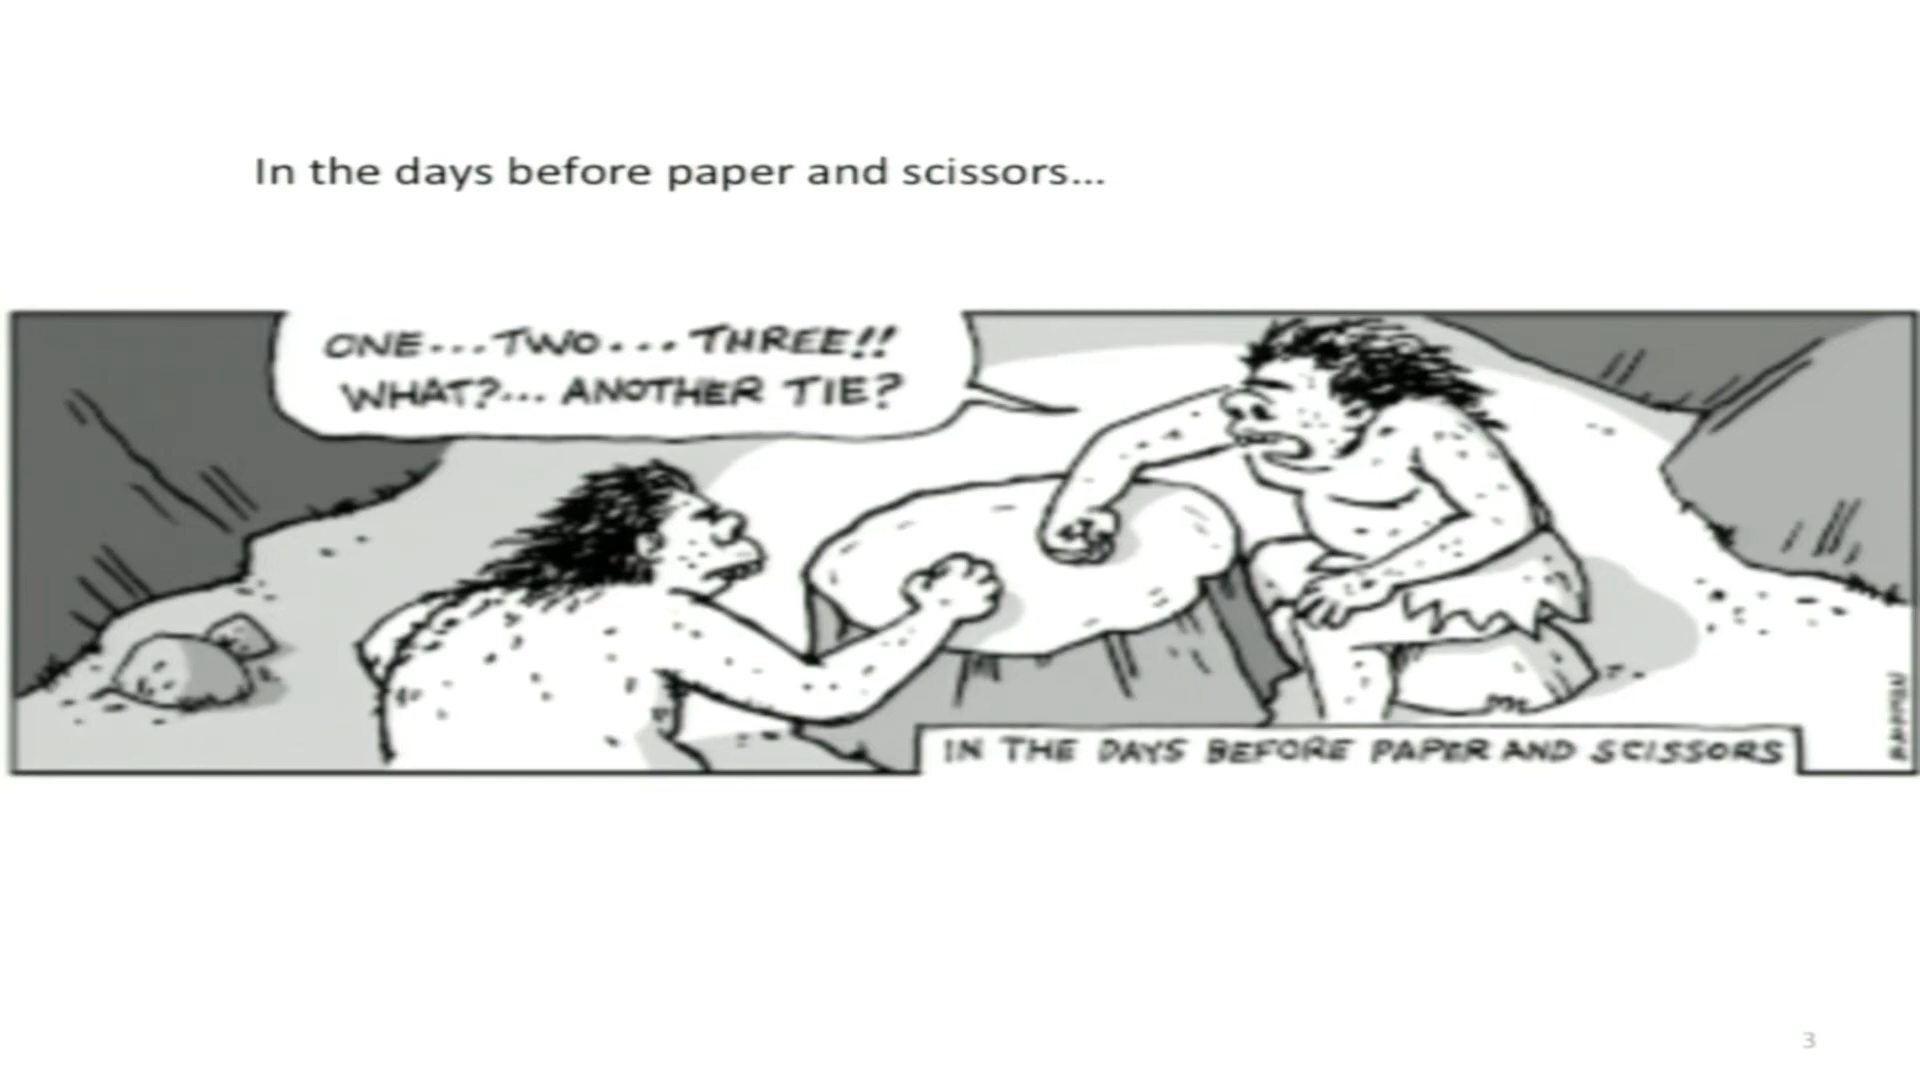 In the days before paper and scissors...
ONE...TWO... THREE!!
WHAT?... ANOTHER TIE?
IN THE DAYS BEFORE PAPER AND SCISSORS
3